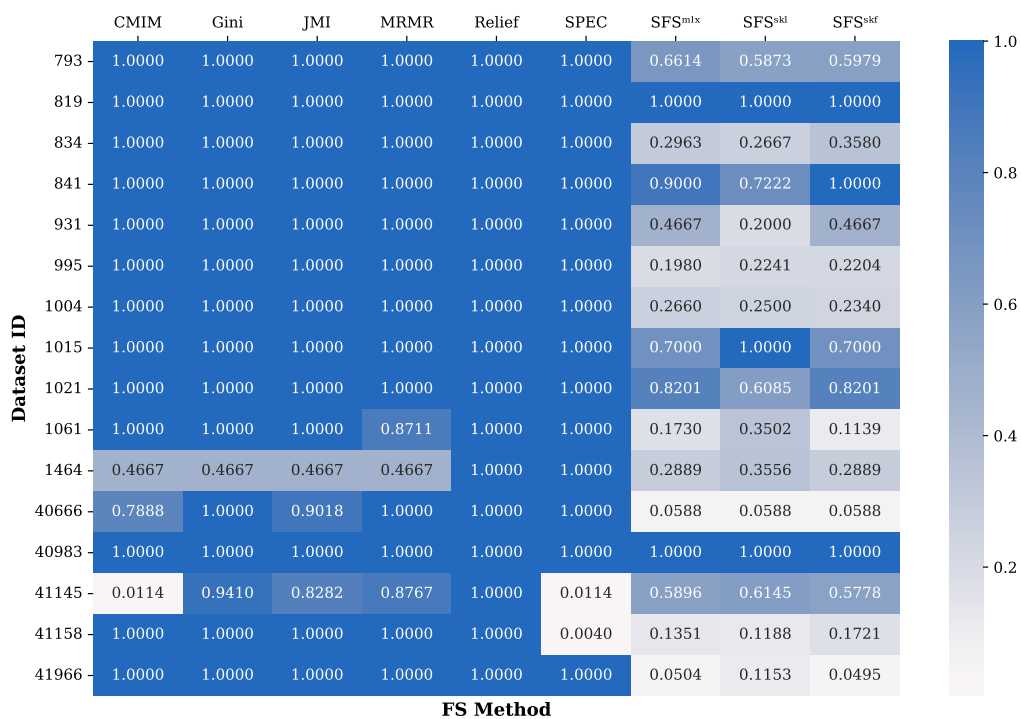 CMIM Gini JMI MRMR Relief SPEC SFSᵐˡˣ SFSˢᵏˡ SFSˢᵏᶠ
793 1.0000 1.0000 1.0000 1.0000 1.0000 1.0000 0.6614 0.5873 0.5979
819 1.0000 1.0000 1.0000 1.0000 1.0000 1.0000 1.0000 1.0000 1.0000
834 1.0000 1.0000 1.0000 1.0000 1.0000 1.0000 0.2963 0.2667 0.3580
841 1.0000 1.0000 1.0000 1.0000 1.0000 1.0000 0.9000 0.7222 1.0000
931 1.0000 1.0000 1.0000 1.0000 1.0000 1.0000 0.4667 0.2000 0.4667
995 1.0000 1.0000 1.0000 1.0000 1.0000 1.0000 0.1980 0.2241 0.2204
1004 1.0000 1.0000 1.0000 1.0000 1.0000 1.0000 0.2660 0.2500 0.2340
1015 1.0000 1.0000 1.0000 1.0000 1.0000 1.0000 0.7000 1.0000 0.7000
1021 1.0000 1.0000 1.0000 1.0000 1.0000 1.0000 0.8201 0.6085 0.8201
1061 1.0000 1.0000 1.0000 0.8711 1.0000 1.0000 0.1730 0.3502 0.1139
1464 0.4667 0.4667 0.4667 0.4667 1.0000 1.0000 0.2889 0.3556 0.2889
40666 0.7888 1.0000 0.9018 1.0000 1.0000 1.0000 0.0588 0.0588 0.0588
40983 1.0000 1.0000 1.0000 1.0000 1.0000 1.0000 1.0000 1.0000 1.0000
41145 0.0114 0.9410 0.8282 0.8767 1.0000 0.0114 0.5896 0.6145 0.5778
41158 1.0000 1.0000 1.0000 1.0000 1.0000 0.0040 0.1351 0.1188 0.1721
41966 1.0000 1.0000 1.0000 1.0000 1.0000 1.0000 0.0504 0.1153 0.0495
Dataset ID
FS Method
1.0
0.8
0.6
0.4
0.2